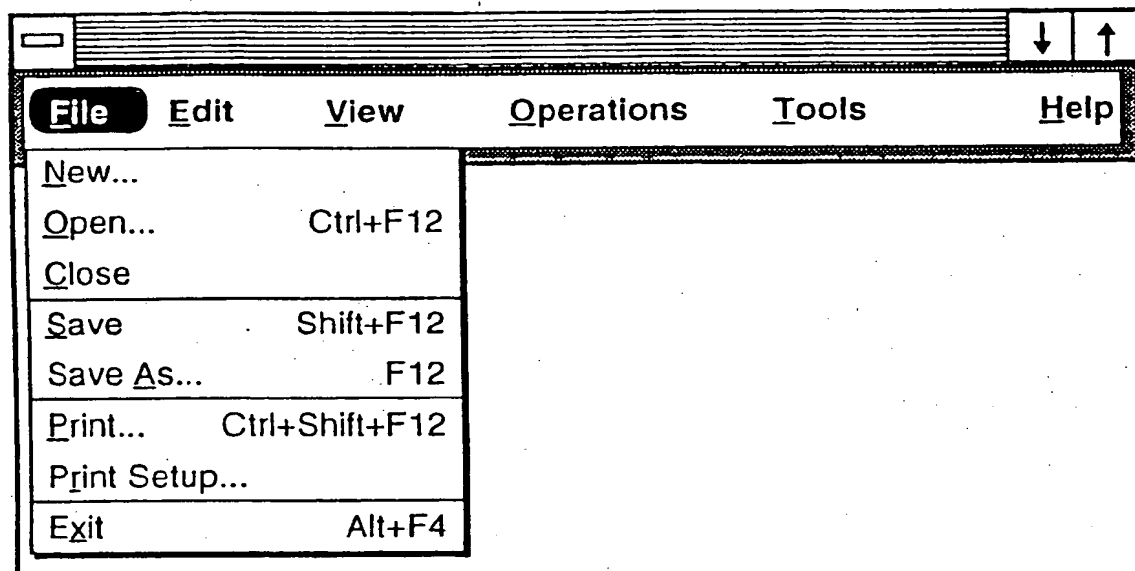 File Edit View Operations Tools Help
New...
Open... Ctrl+F12
Close
Save Shift+F12
Save As... F12
Print... Ctrl+Shift+F12
Print Setup...
Exit Alt+F4